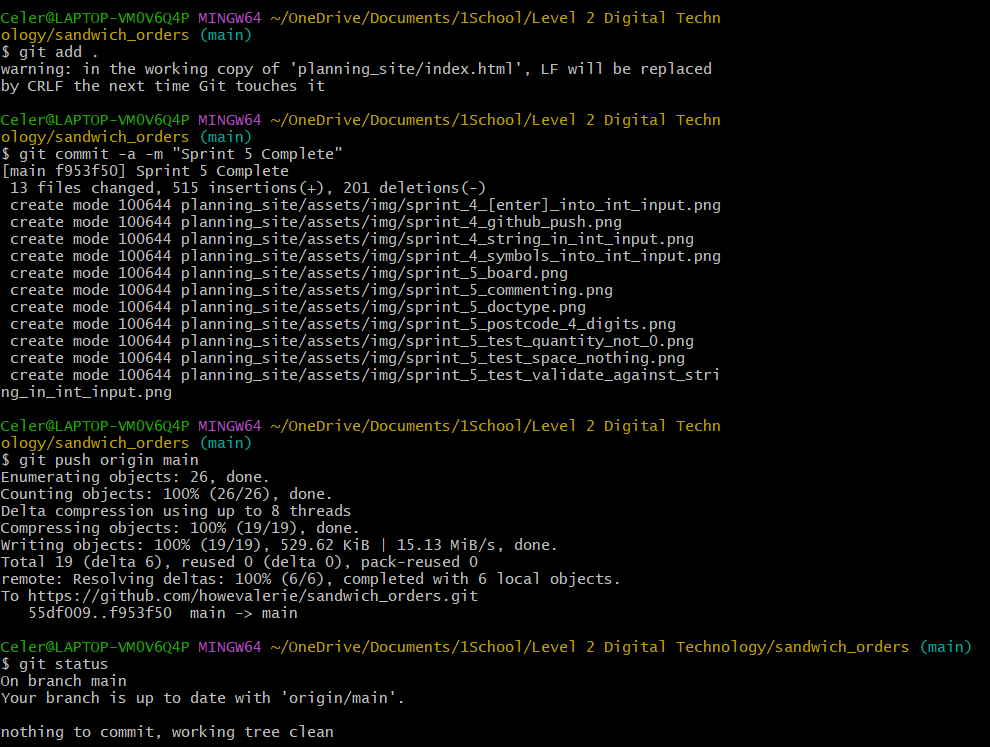 Celer@LAPTOP-VM0V6Q4P MINGW64 ~/OneDrive/Documents/1School/Level 2 Digital Techn
ology/sandwich_orders (main)
$ git add .
warning: in the working copy of 'planning_site/index.html', LF will be replaced
by CRLF the next time Git touches it

Celer@LAPTOP-VM0V6Q4P MINGW64 ~/OneDrive/Documents/1School/Level 2 Digital Techn
ology/sandwich_orders (main)
$ git commit -a -m "Sprint 5 Complete"
[main f953f50] Sprint 5 Complete
 13 files changed, 515 insertions(+), 201 deletions(-)
 create mode 100644 planning_site/assets/img/sprint_4_[enter]_into_int_input.png
 create mode 100644 planning_site/assets/img/sprint_4_github_push.png
 create mode 100644 planning_site/assets/img/sprint_4_string_in_int_input.png
 create mode 100644 planning_site/assets/img/sprint_4_symbols_into_int_input.png
 create mode 100644 planning_site/assets/img/sprint_5_board.png
 create mode 100644 planning_site/assets/img/sprint_5_commenting.png
 create mode 100644 planning_site/assets/img/sprint_5_doctype.png
 create mode 100644 planning_site/assets/img/sprint_5_postcode_4_digits.png
 create mode 100644 planning_site/assets/img/sprint_5_test_quantity_not_0.png
 create mode 100644 planning_site/assets/img/sprint_5_test_space_nothing.png
 create mode 100644 planning_site/assets/img/sprint_5_test_validate_against_stri
ng_in_int_input.png

Celer@LAPTOP-VM0V6Q4P MINGW64 ~/OneDrive/Documents/1School/Level 2 Digital Techn
ology/sandwich_orders (main)
$ git push origin main
Enumerating objects: 26, done.
Counting objects: 100% (26/26), done.
Delta compression using up to 8 threads
Compressing objects: 100% (19/19), done.
Writing objects: 100% (19/19), 529.62 KiB | 15.13 MiB/s, done.
Total 19 (delta 6), reused 0 (delta 0), pack-reused 0
remote: Resolving deltas: 100% (6/6), completed with 6 local objects.
To https://github.com/howevalerie/sandwich_orders.git
   55df009..f953f50  main -> main

Celer@LAPTOP-VM0V6Q4P MINGW64 ~/OneDrive/Documents/1School/Level 2 Digital Technology/sandwich_orders (main)
$ git status
On branch main
Your branch is up to date with 'origin/main'.

nothing to commit, working tree clean